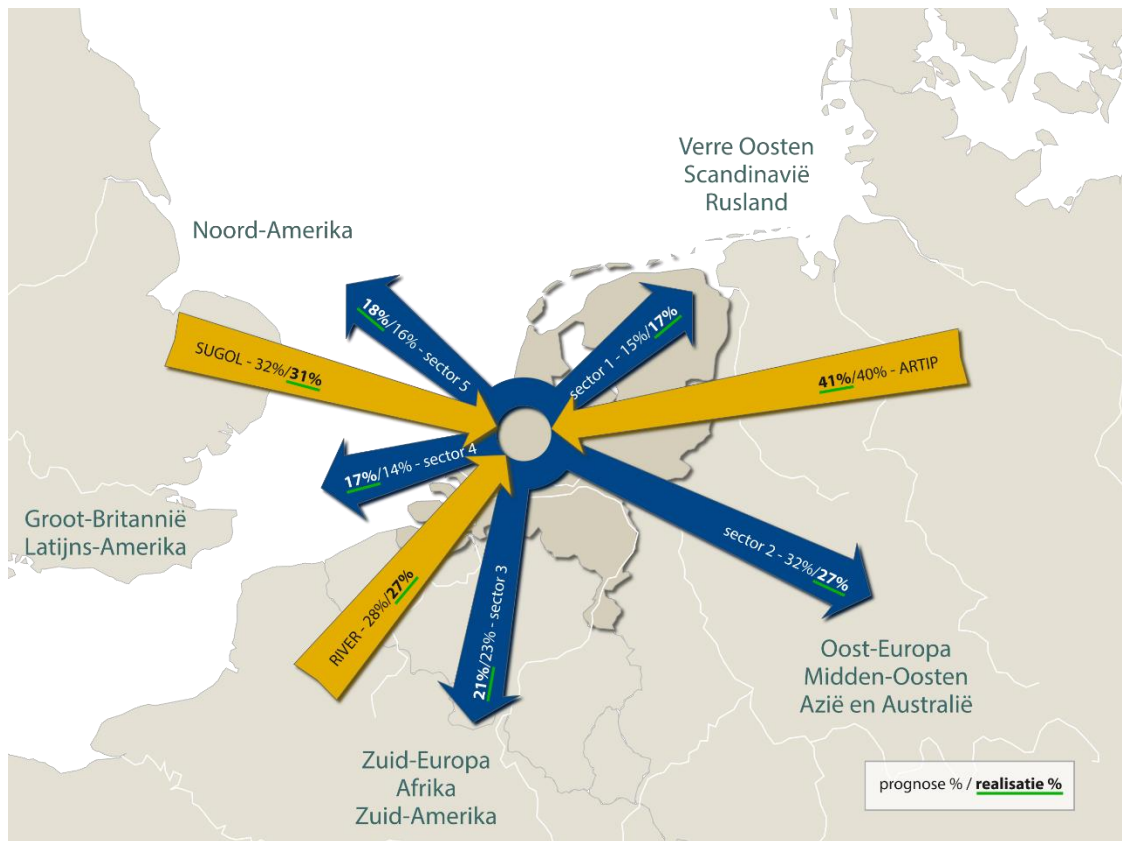 Verre Oosten
Scandinavië
Rusland
Noord-Amerika
18%/16% - sector 5
sector 1 - 15%/17%
SUGOL - 32%/31%
41%/40% - ARTIP
17%/14% - sector 4
Groot-Britannië
Latijns-Amerika
sector 2 - 32%/27%
RIVER - 28%/27%
21%/23% - sector 3
Oost-Europa
Midden-Oosten
Azië en Australië
Zuid-Europa
Afrika
Zuid-Amerika
prognose % / realisatie %